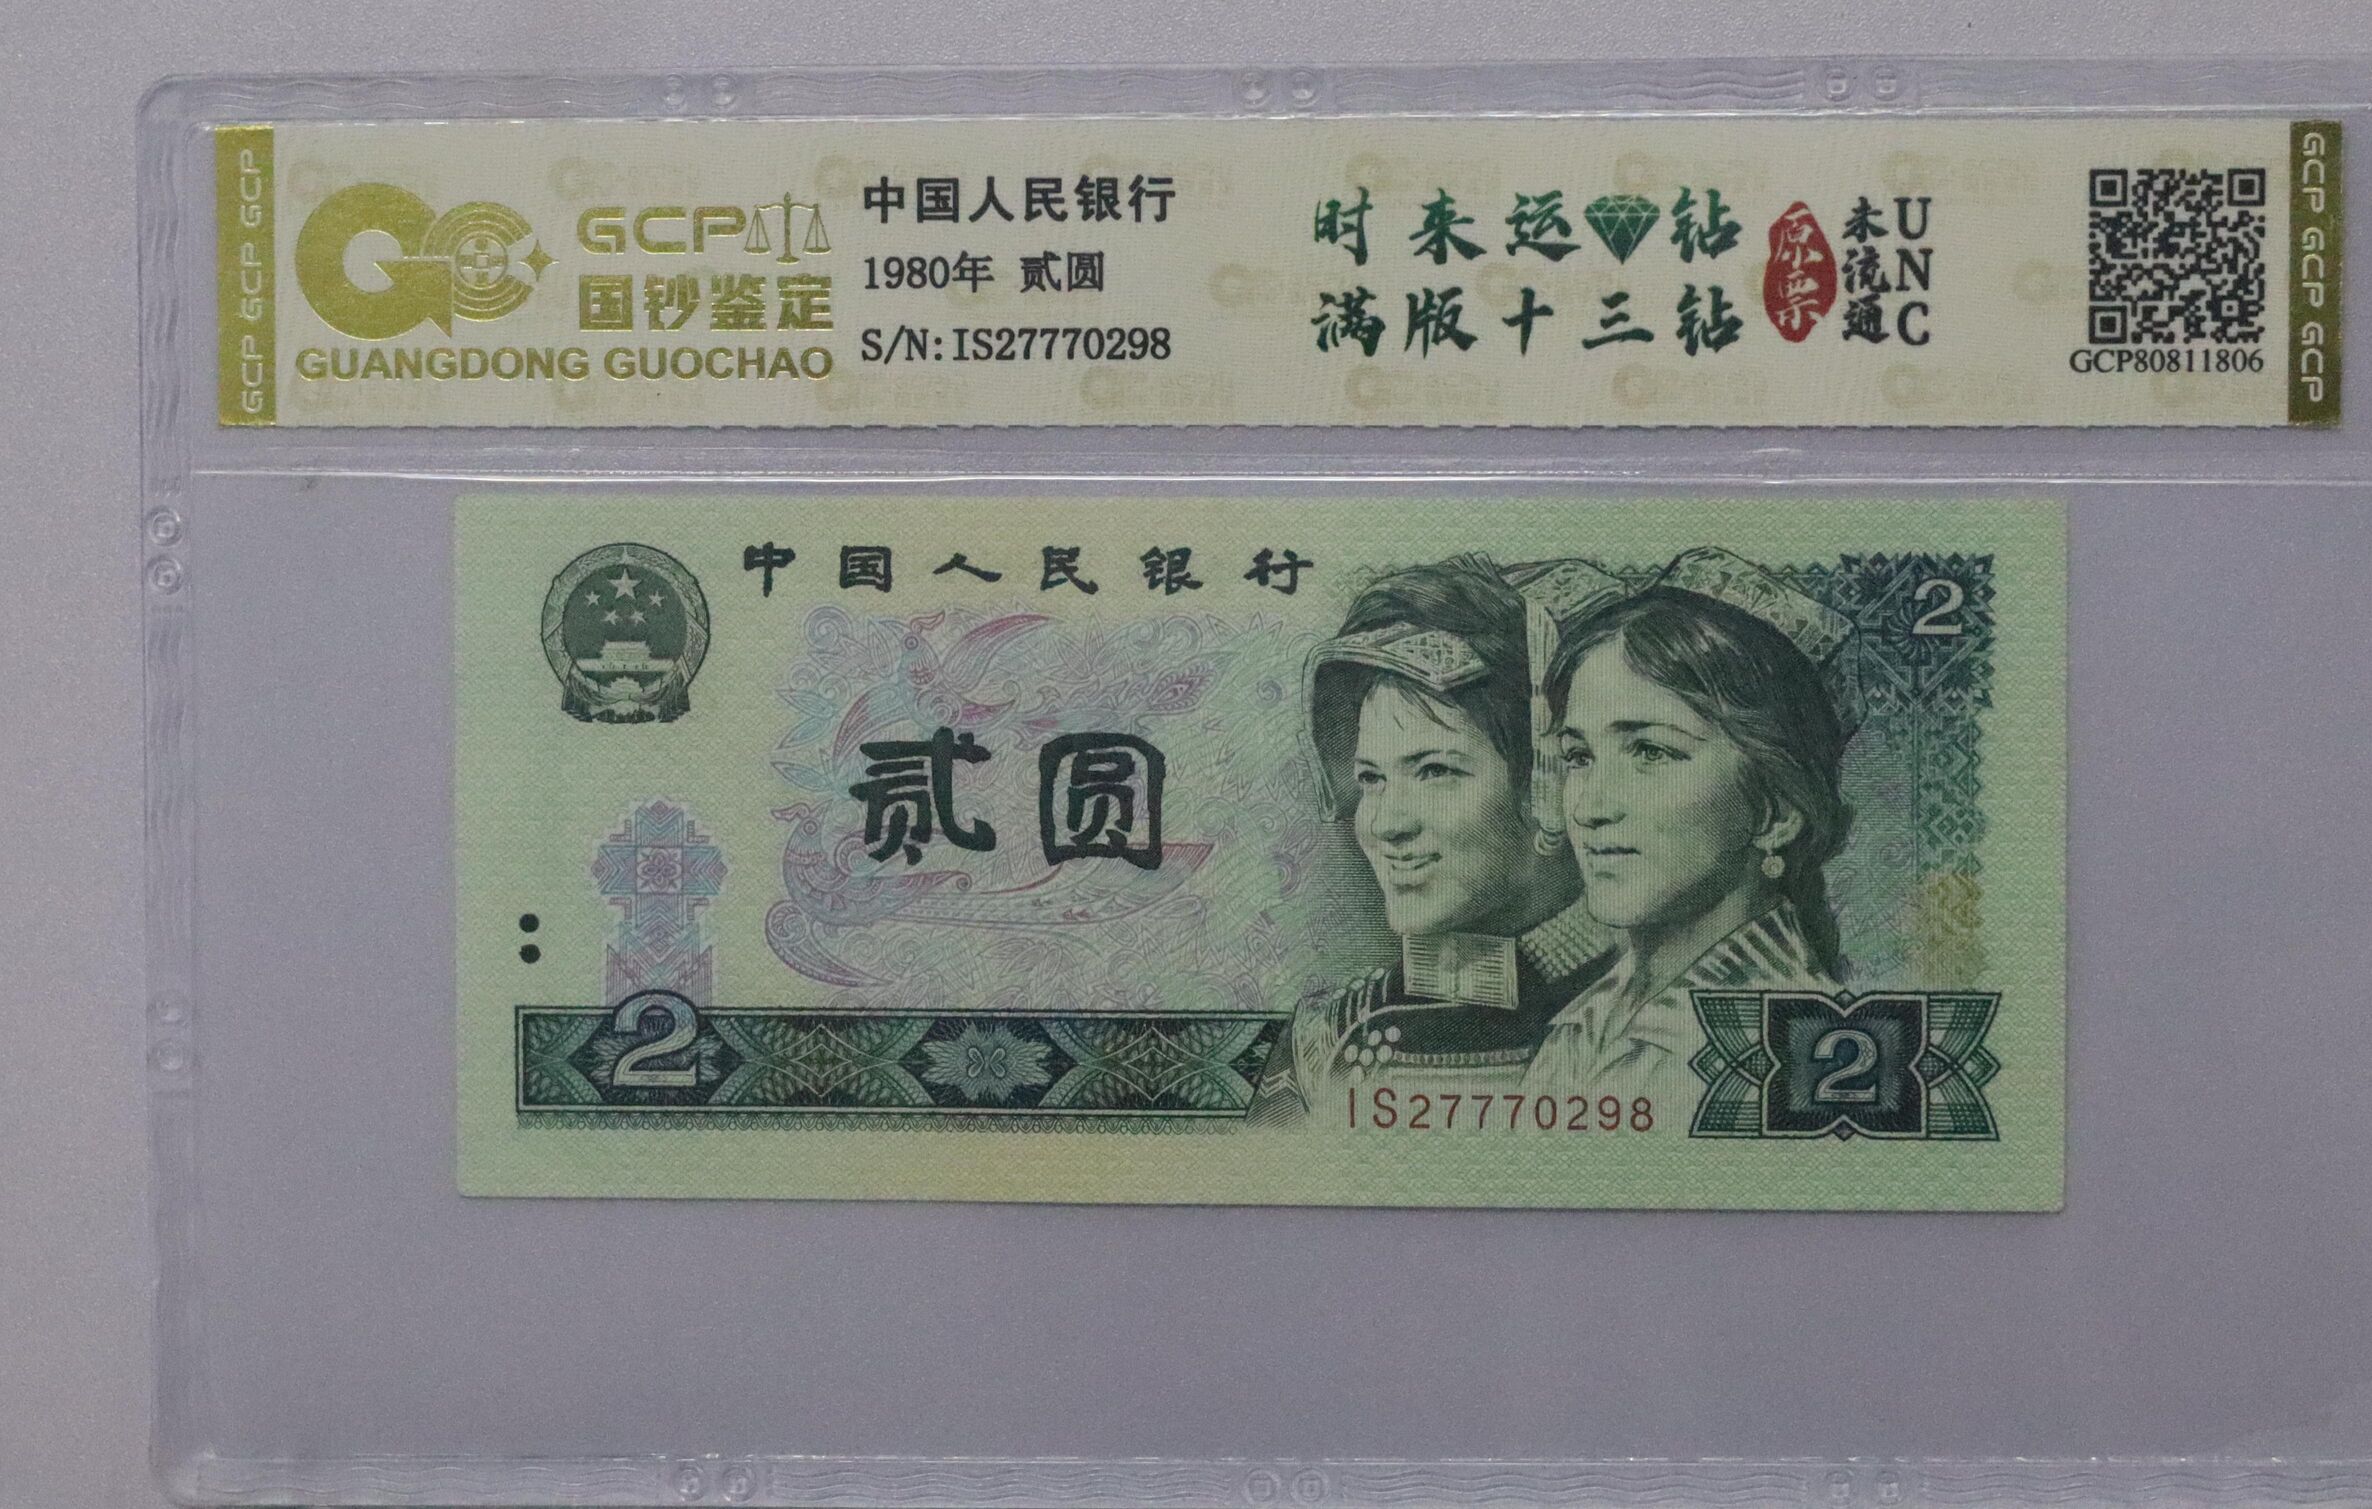 GCP GCP GCP
GCP
国钞鉴定
GUANGDONG GUOCHAO
中国人民银行
1980年 贰圆
S/N:IS27770298
时来运钻
满版十三钻
原票
未流通
UNC
GCP80811806
GCP GCP GCP
中国人民银行
2
贰圆
2
IS27770298
2